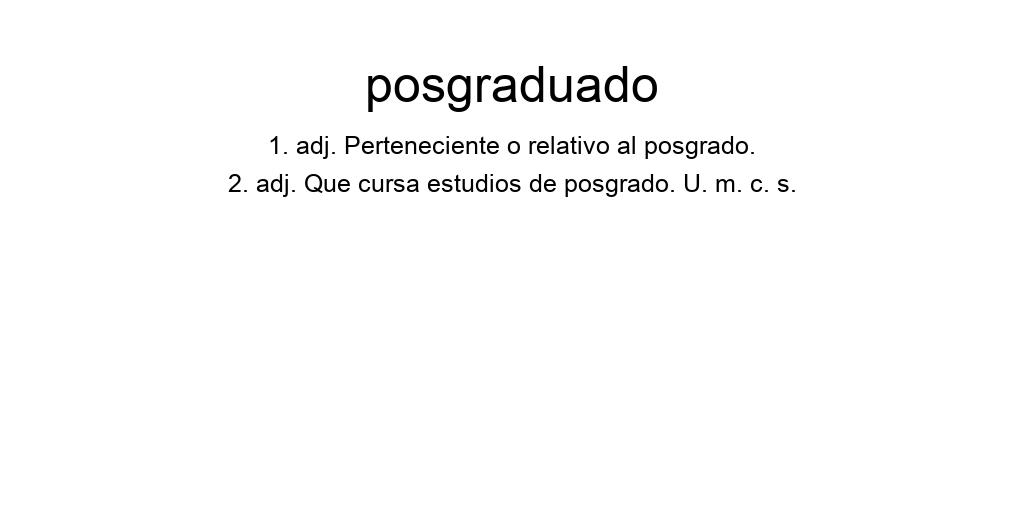 posgraduado
1. adj. Perteneciente o relativo al posgrado.
2. adj. Que cursa estudios de posgrado. U. m. c. s.